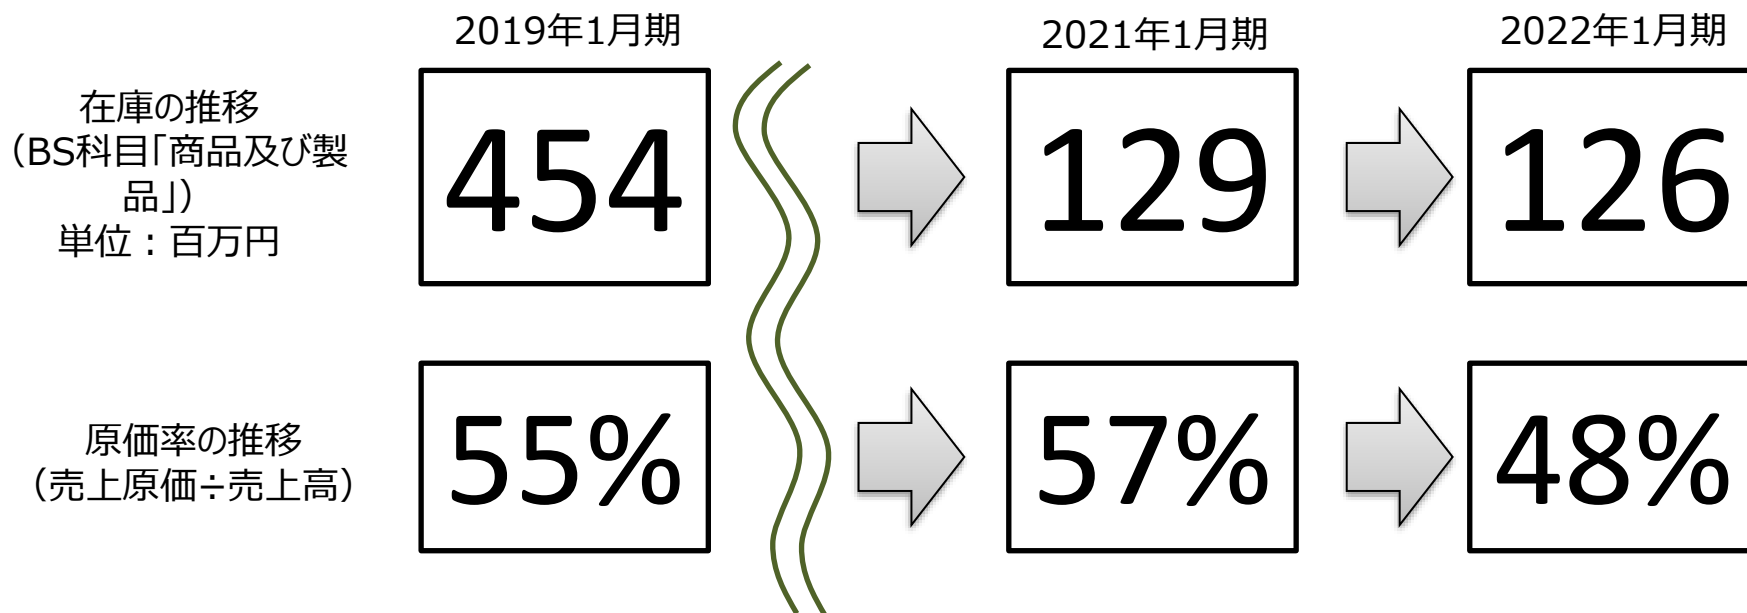 2019年1月期
2021年1月期
2022年1月期
在庫の推移
（BS科目「商品及び製
品」）
単位：百万円
454
129
126
原価率の推移
（売上原価÷売上高）
55%
57%
48%